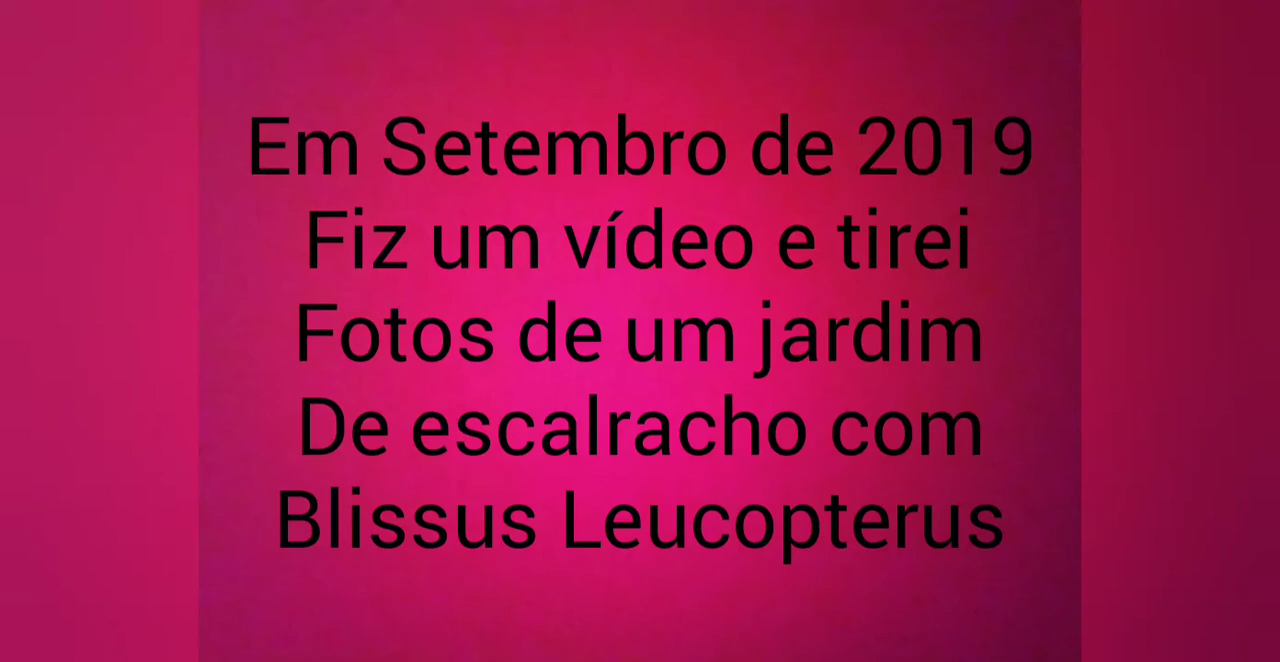 Em Setembro de 2019
Fiz um vídeo e tirei
Fotos de um jardim
De escalracho com
Blissus Leucopterus